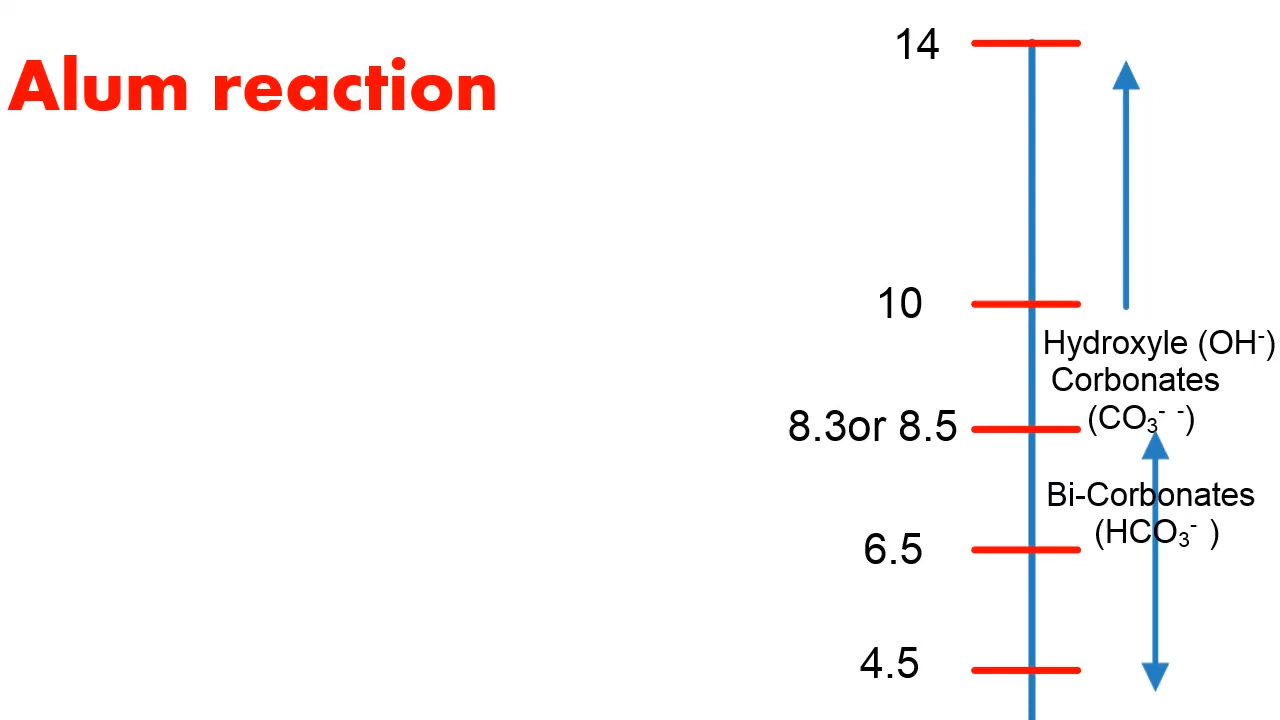 Alum reaction
14
10
Hydroxyle (OH⁻)
Corbonates
(CO₃⁻ ⁻)
8.3or 8.5
Bi-Corbonates
(HCO₃⁻ )
6.5
4.5